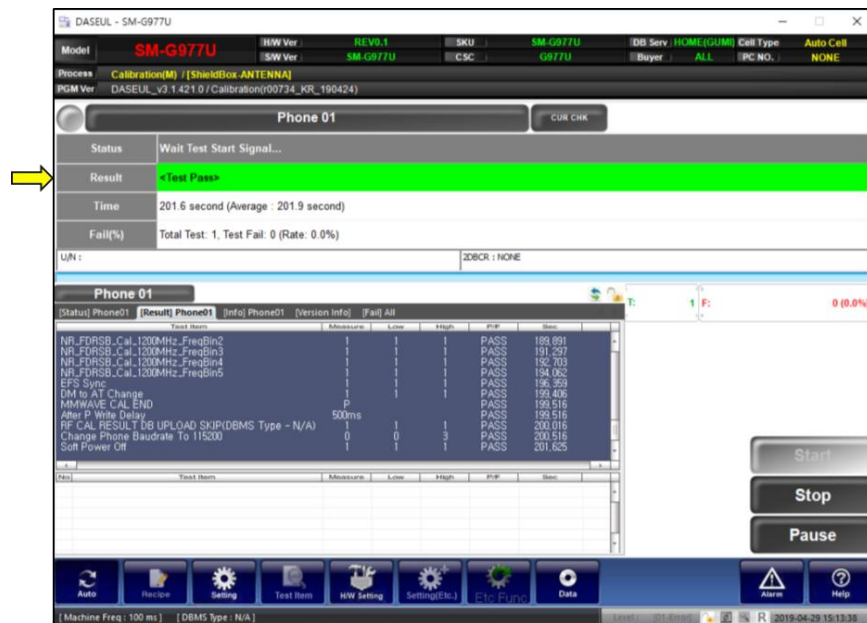 DASEUL - SM-G977U
Model SM-G977U H/W Ver REV0.1 SKU SM-G977U DB Serv HOME(GUMI) Cell Type Auto Cell
S/W Ver SM-G977U CSC G977U Buyer ALL PC NO. NONE
Process Calibration(M) / [ShieldBox-ANTENNA]
PGM Ver DASEUL_v3.1.421.0 / Calibration(r00734_KR_190424)
Phone 01 CUR CHK
Status Wait Test Start Signal...
Result <Test Pass>
Time 201.6 second (Average : 201.9 second)
Fail(%) Total Test: 1, Test Fail: 0 (Rate: 0.0%)
U/N : 2DBCR : NONE
Phone 01 T: 1 F: 0 (0.0%
[Status] Phone01 [Result] Phone01 [Info] Phone01 [Version Info] [Fail] All
Test Item Measure Low High P/F Sec
NR_FDRSB_Cal_1200MHz_FreqBin2 1 1 1 PASS 189,891
NR_FDRSB_Cal_1200MHz_FreqBin3 1 1 1 PASS 191,297
NR_FDRSB_Cal_1200MHz_FreqBin4 1 1 1 PASS 192,703
NR_FDRSB_Cal_1200MHz_FreqBin5 1 1 1 PASS 194,062
EFS Sync 1 1 1 PASS 196,359
DM to AT Change 1 1 1 PASS 199,406
MMWAVE CAL END P PASS 199,516
After P Write Delay 500ms PASS 199,516
RF CAL RESULT DB UPLOAD SKIP(DBMS Type - N/A) 1 1 1 PASS 200,016
Change Phone Baudrate To 115200 0 0 3 PASS 200,516
Soft Power Off 1 1 1 PASS 201,625
No Test Item Measure Low High P/F Sec
Start
Stop
Pause
Auto Recipe Setting Test Item H/W Setting Setting(Etc.) Etc Func Data Alarm Help
[ Machine Freq : 100 ms ] [ DBMS Type : N/A ] R 2019-04-29 15:13:38